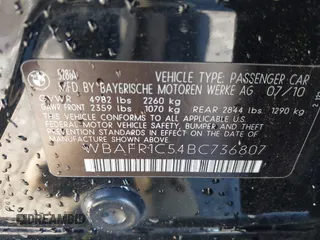 528i VEHICLE TYPE: PASSENGER CAR
MFD. BY BAYERISCHE MOTOREN WERKE AG 07/10
GVWR 4982 lbs 2260 kg
GAWR FRONT 2359 lbs 1070 kg REAR 2844 lbs 1290 kg
THIS VEHICLE CONFORMS TO ALL APPLICABLE
FEDERAL MOTOR VEHICLE SAFETY, BUMPER, AND
THEFT PREVENTION STANDARDS IN EFFECT ON THE
DATE OF MANUFACTURE SHOWN ABOVE.
WBAFR1C54BC736807